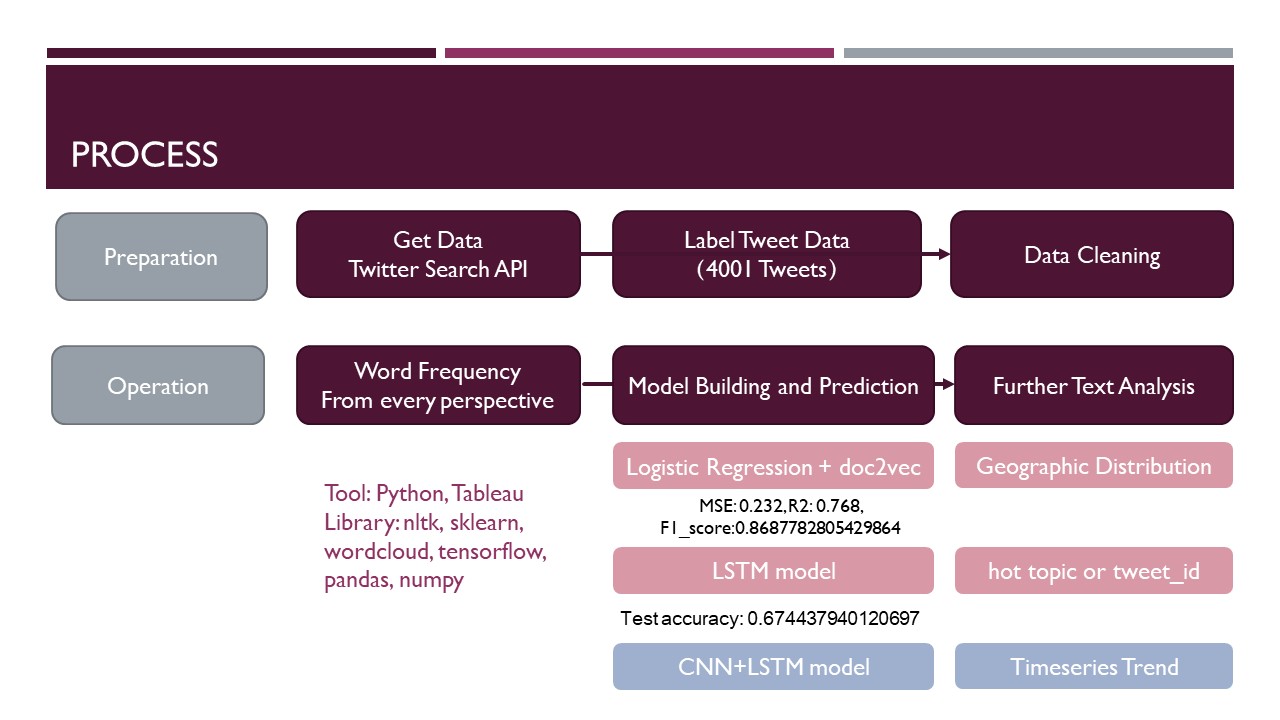 PROCESS
Preparation
Get Data
Twitter Search API
Label Tweet Data
(4001 Tweets)
Data Cleaning
Operation
Word Frequency
From every perspective
Model Building and Prediction
Further Text Analysis
Tool: Python, Tableau
Library: nltk, sklearn,
wordcloud, tensorflow,
pandas, numpy
Logistic Regression + doc2vec
MSE: 0.232, R2: 0.768,
F1_score:0.8687782805429864
LSTM model
Test accuracy: 0.674437940120697
CNN+LSTM model
Geographic Distribution
hot topic or tweet_id
Timeseries Trend